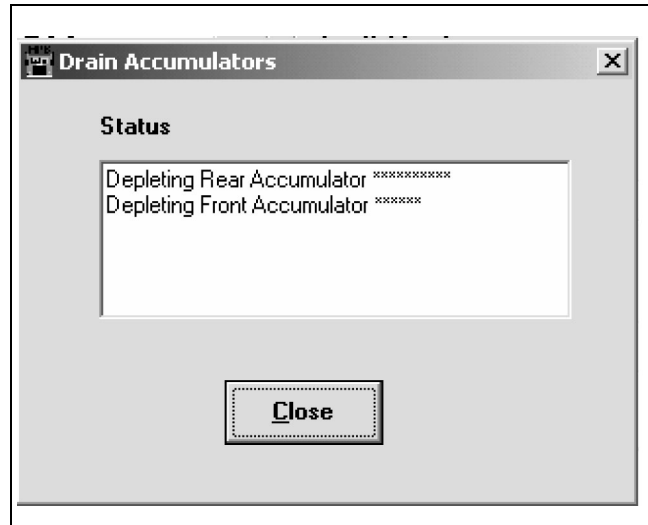 Drain Accumulators
Status
Depleting Rear Accumulator **********
Depleting Front Accumulator ******
Close